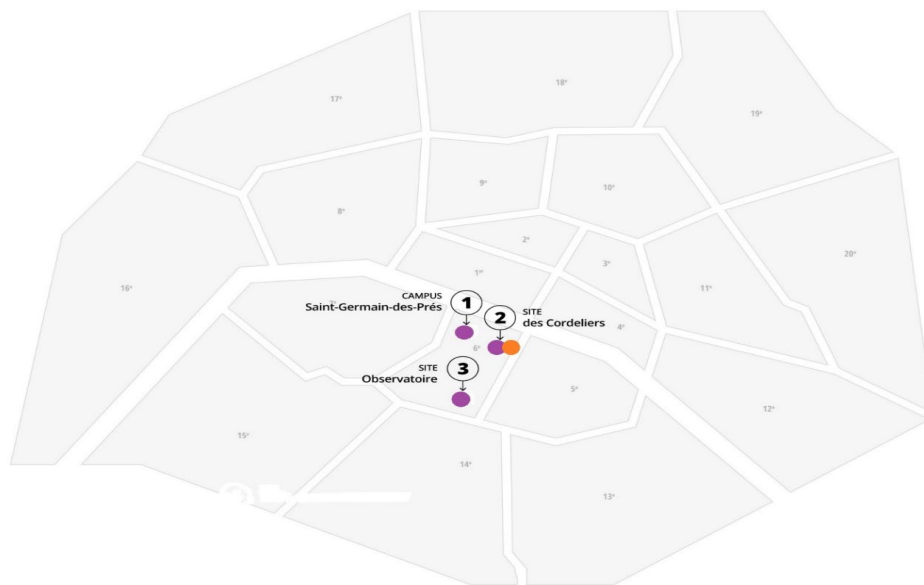 17e
18e
19e
9e
10e
8e
2e
3e
20e
16e
1er
11e
7e
CAMPUS
Saint-Germain-des-Prés
1
2
SITE
des Cordeliers
4e
6e
SITE
Observatoire
3
5e
12e
15e
14e
13e